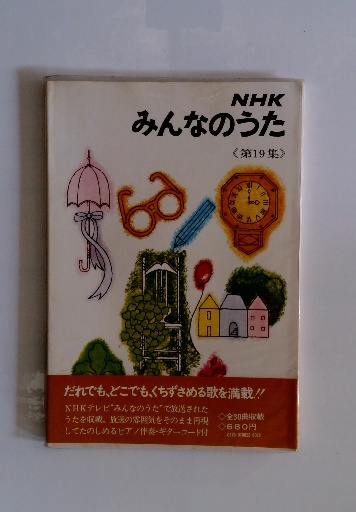 NHK
みんなのうた
《第19集》
だれでも、どこでも、くちずさめる歌を満載!!
NHKテレビ"みんなのうた"で放送された
うたを収載。放送の雰囲気をそのまま再現
してたのしめるピアノ伴奏・ギターコード付
◇全30曲収載
◇680円